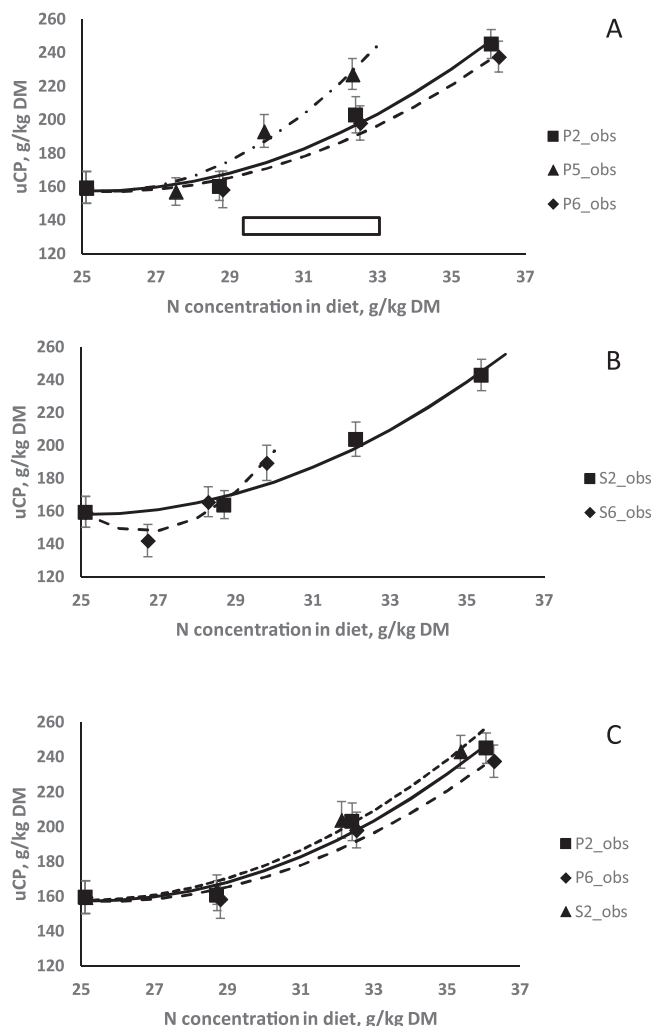 A
260
240
220
200
180
160
140
120
uCP, g/kg DM
25 27 29 31 33 35 37
N concentration in diet, g/kg DM
P2_obs
P5_obs
P6_obs
B
260
240
220
200
180
160
140
120
uCP, g/kg DM
25 27 29 31 33 35 37
N concentration in diet, g/kg DM
S2_obs
S6_obs
C
260
240
220
200
180
160
140
120
uCP, g/kg DM
25 27 29 31 33 35 37
N concentration in diet, g/kg DM
P2_obs
P6_obs
S2_obs